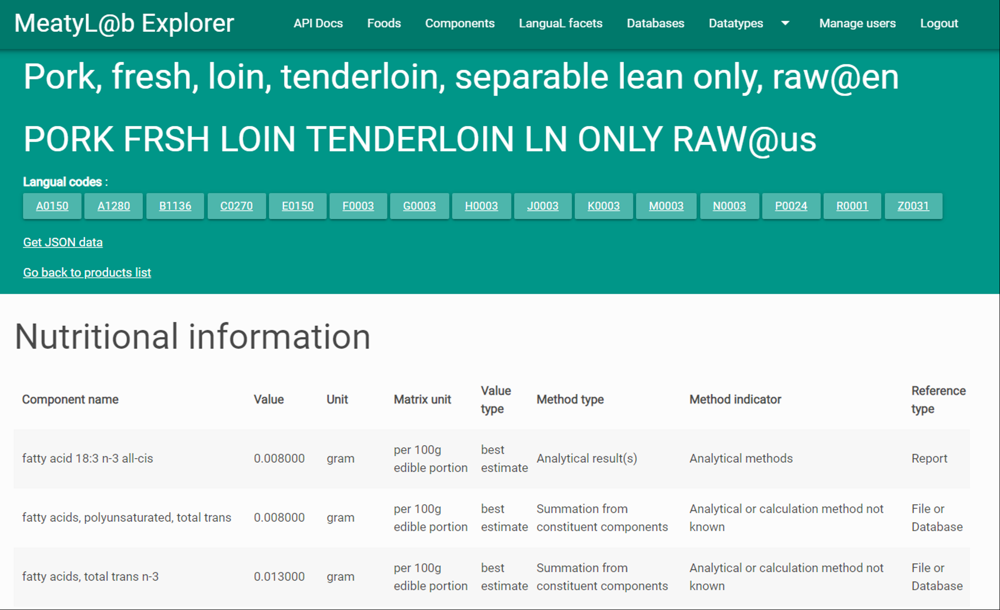 MeatyL@b Explorer API Docs Foods Components LanguaL facets Databases Datatypes Manage users Logout
Pork, fresh, loin, tenderloin, separable lean only, raw@en
PORK FRSH LOIN TENDERLOIN LN ONLY RAW@us
Langual codes :
A0150 A1280 B1136 C0270 E0150 F0003 G0003 H0003 J0003 K0003 M0003 N0003 P0024 R0001 Z0031
Get JSON data
Go back to products list
Nutritional information
Component name Value Unit Matrix unit Value type Method type Method indicator Reference type
fatty acid 18:3 n-3 all-cis 0.008000 gram per 100g edible portion best estimate Analytical result(s) Analytical methods Report
fatty acids, polyunsaturated, total trans 0.008000 gram per 100g edible portion best estimate Summation from constituent components Analytical or calculation method not known File or Database
fatty acids, total trans n-3 0.013000 gram per 100g edible portion best estimate Summation from constituent components Analytical or calculation method not known File or Database